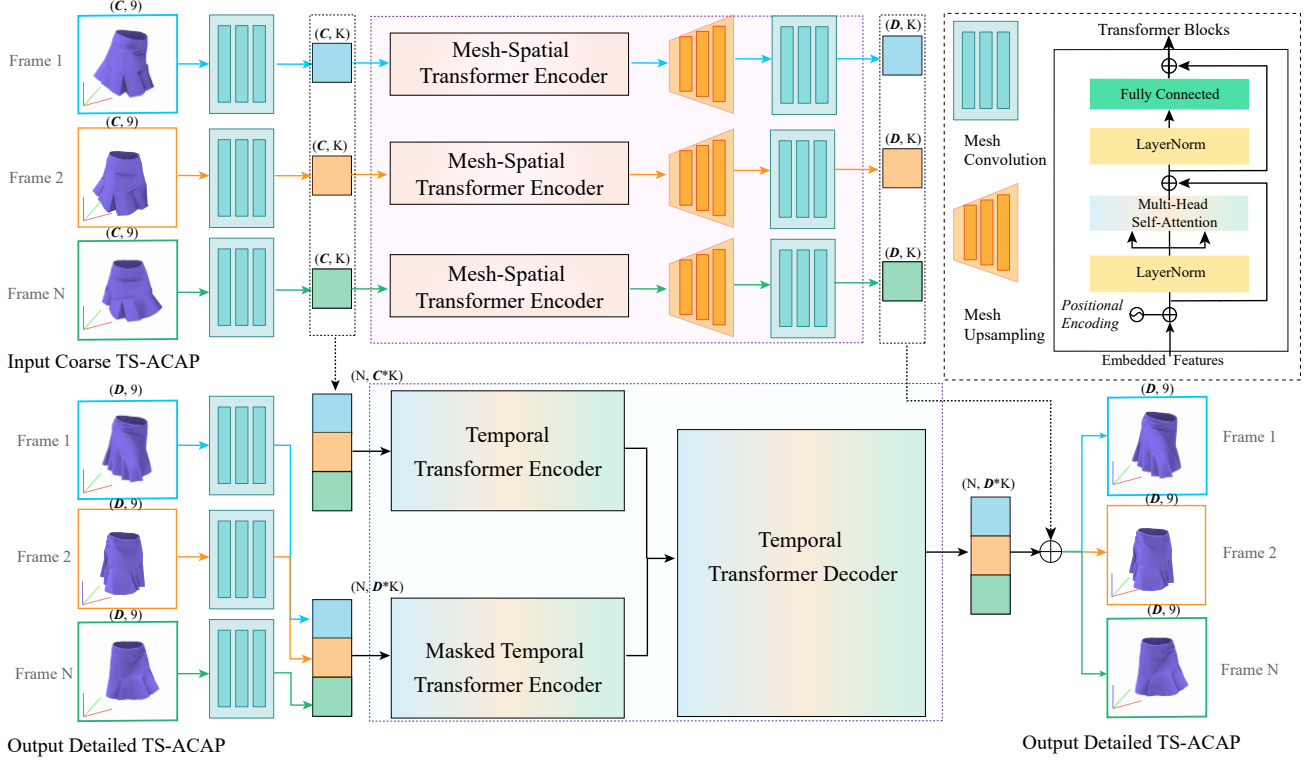 (C, 9)
Frame 1
(C, K)
Mesh-Spatial
Transformer Encoder
(D, K)
(C, 9)
Frame 2
(C, K)
Mesh-Spatial
Transformer Encoder
(D, K)
(C, 9)
Frame N
(C, K)
Mesh-Spatial
Transformer Encoder
(D, K)
Input Coarse TS-ACAP
Mesh
Convolution
Mesh
Upsampling
Transformer Blocks
Fully Connected
LayerNorm
Multi-Head
Self-Attention
LayerNorm
Positional
Encoding
Embedded Features
(D, 9)
Frame 1
(D, 9)
Frame 2
(D, 9)
Frame N
Output Detailed TS-ACAP
(N, C*K)
Temporal
Transformer Encoder
(N, D*K)
Masked Temporal
Transformer Encoder
Temporal
Transformer Decoder
(N, D*K)
(D, 9)
Frame 1
(D, 9)
Frame 2
(D, 9)
Frame N
Output Detailed TS-ACAP